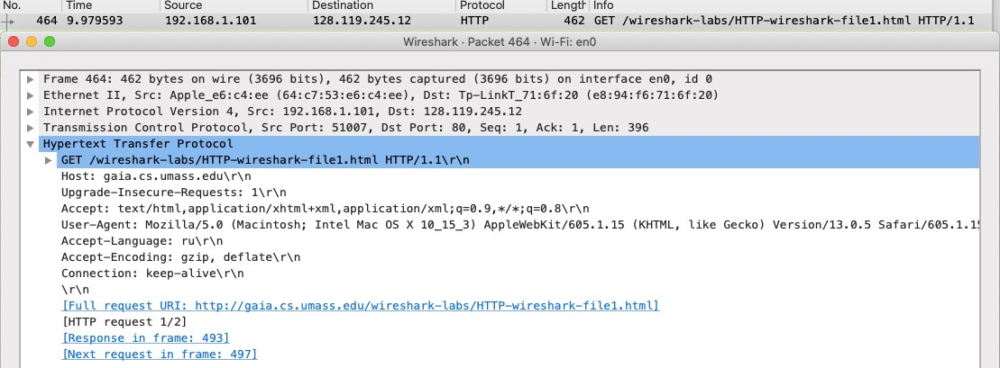 No. Time Source Destination Protocol Length Info
464 9.979593 192.168.1.101 128.119.245.12 HTTP 462 GET /wireshark-labs/HTTP-wireshark-file1.html HTTP/1.1
Wireshark · Packet 464 · Wi-Fi: en0
Frame 464: 462 bytes on wire (3696 bits), 462 bytes captured (3696 bits) on interface en0, id 0
Ethernet II, Src: Apple_e6:c4:ee (64:c7:53:e6:c4:ee), Dst: Tp-LinkT_71:6f:20 (e8:94:f6:71:6f:20)
Internet Protocol Version 4, Src: 192.168.1.101, Dst: 128.119.245.12
Transmission Control Protocol, Src Port: 51007, Dst Port: 80, Seq: 1, Ack: 1, Len: 396
Hypertext Transfer Protocol
GET /wireshark-labs/HTTP-wireshark-file1.html HTTP/1.1\r\n
Host: gaia.cs.umass.edu\r\n
Upgrade-Insecure-Requests: 1\r\n
Accept: text/html,application/xhtml+xml,application/xml;q=0.9,*/*;q=0.8\r\n
User-Agent: Mozilla/5.0 (Macintosh; Intel Mac OS X 10_15_3) AppleWebKit/605.1.15 (KHTML, like Gecko) Version/13.0.5 Safari/605.1.15
Accept-Language: ru\r\n
Accept-Encoding: gzip, deflate\r\n
Connection: keep-alive\r\n
\r\n
[Full request URI: http://gaia.cs.umass.edu/wireshark-labs/HTTP-wireshark-file1.html]
[HTTP request 1/2]
[Response in frame: 493]
[Next request in frame: 497]